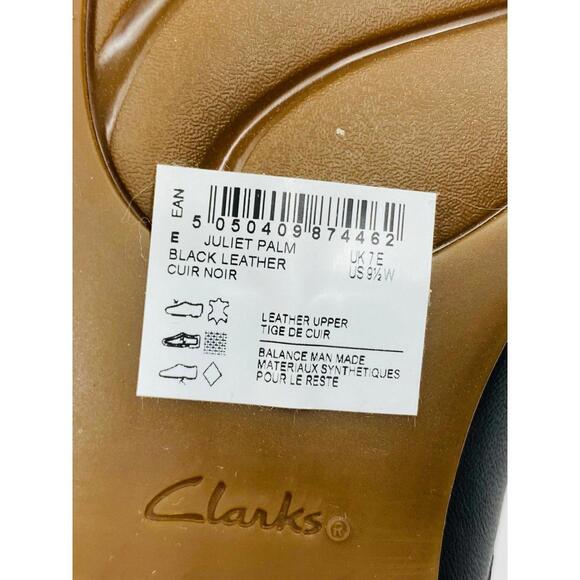 EAN
5 050409 874462
E JULIET PALM
BLACK LEATHER
CUIR NOIR
UK 7 E
US 9½ W
LEATHER UPPER
TIGE DE CUIR
BALANCE MAN MADE
MATERIAUX SYNTHETIQUES
POUR LE RESTE
Clarks®